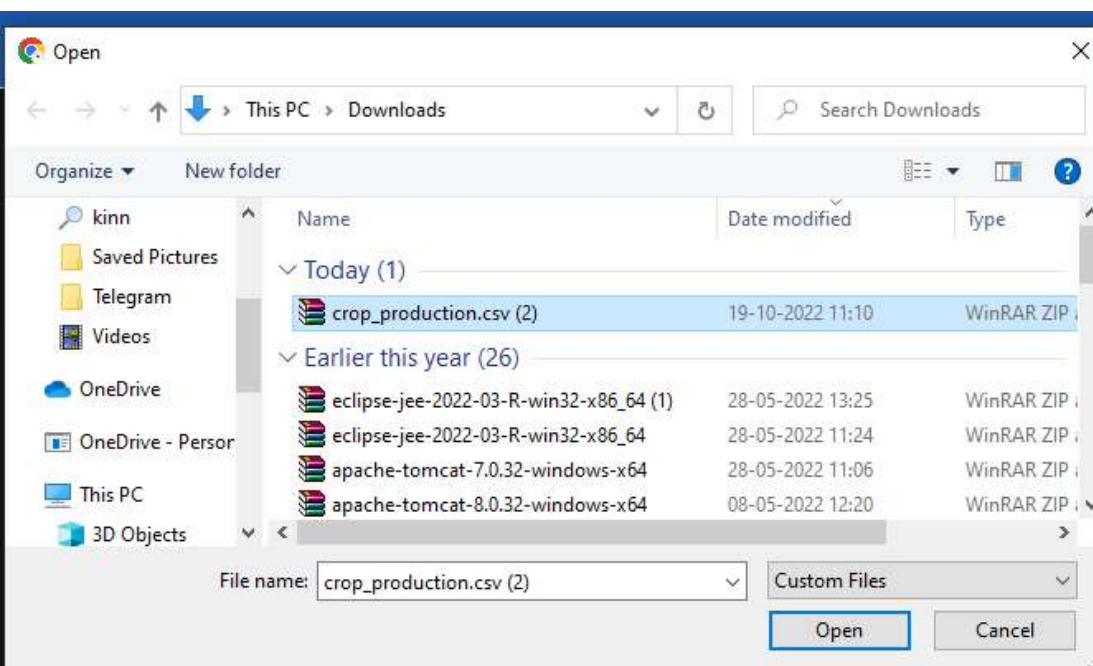 Open
This PC > Downloads
Search Downloads
Organize
New folder
?
kinn
Saved Pictures
Telegram
Videos
OneDrive
OneDrive - Person
This PC
3D Objects
Name Date modified Type
Today (1)
crop_production.csv (2) 19-10-2022 11:10 WinRAR ZIP a
Earlier this year (26)
eclipse-jee-2022-03-R-win32-x86_64 (1) 28-05-2022 13:25 WinRAR ZIP a
eclipse-jee-2022-03-R-win32-x86_64 28-05-2022 11:24 WinRAR ZIP a
apache-tomcat-7.0.32-windows-x64 28-05-2022 11:06 WinRAR ZIP a
apache-tomcat-8.0.32-windows-x64 08-05-2022 12:20 WinRAR ZIP
File name: crop_production.csv (2) Custom Files
Open Cancel